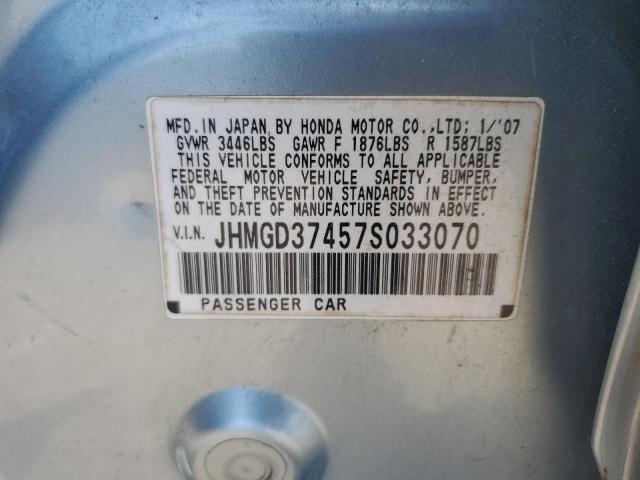 MFD. IN JAPAN BY HONDA MOTOR CO.,LTD; 1/'07
GVWR 3446LBS GAWR F 1876LBS R 1587LBS
THIS VEHICLE CONFORMS TO ALL APPLICABLE
FEDERAL MOTOR VEHICLE SAFETY, BUMPER,
AND THEFT PREVENTION STANDARDS IN EFFECT
ON THE DATE OF MANUFACTURE SHOWN ABOVE.
V.I.N. JHMGD37457S033070
PASSENGER CAR